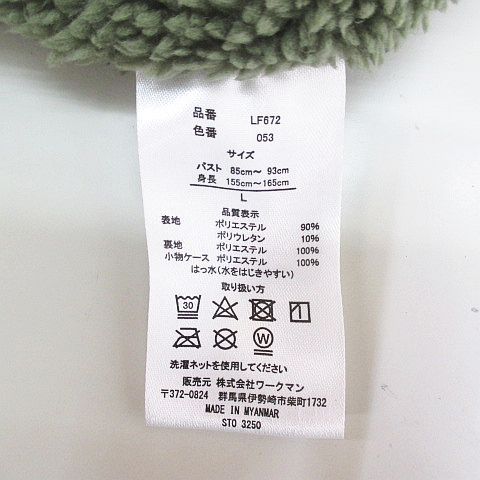 品番 LF672
色番 053
サイズ
バスト 85cm～ 93cm
身長 155cm～165cm
L
品質表示
表地 ポリエステル 90%
ポリウレタン 10%
裏地 ポリエステル 100%
小物ケース ポリエステル 100%
はっ水(水をはじきやすい)
取り扱い方
30
W
洗濯ネットを使用してください
販売元 株式会社ワークマン
〒372-0824 群馬県伊勢崎市柴町1732
MADE IN MYANMAR
STO 3250